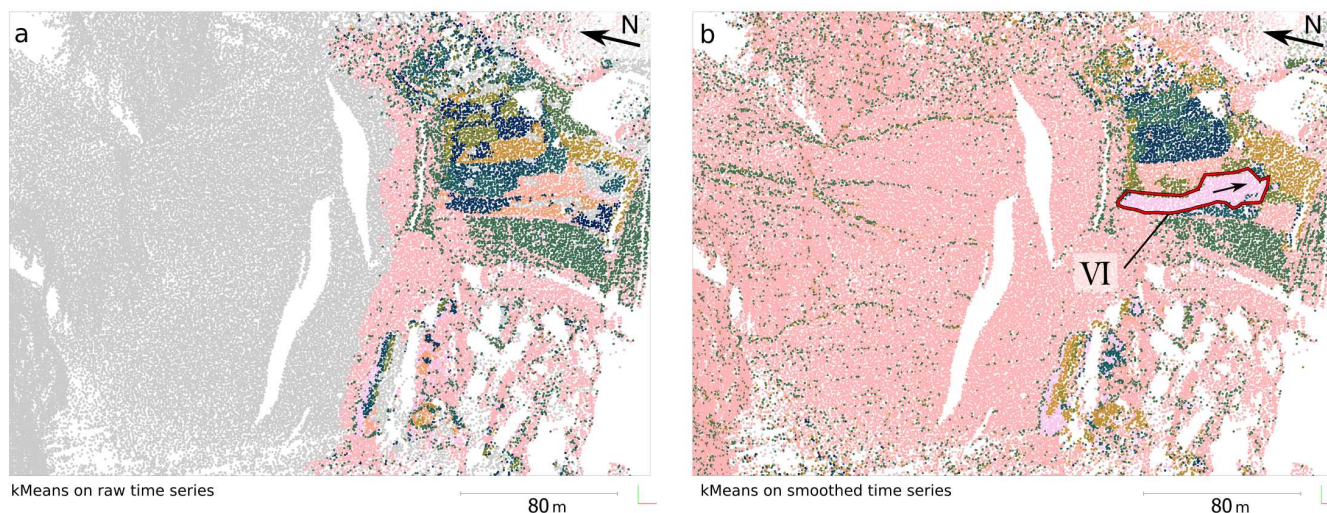 a
N
kMeans on raw time series
80 m
b
N
VI
kMeans on smoothed time series
80 m